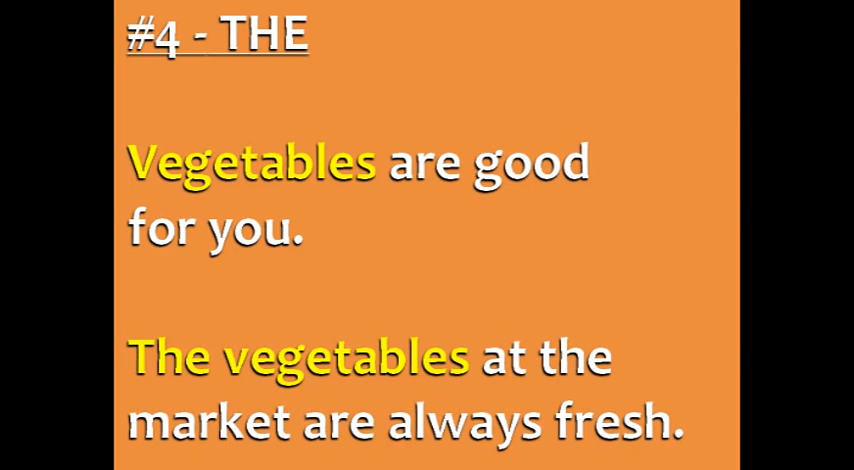 #4 - THE
Vegetables are good
for you.
The vegetables at the
market are always fresh.